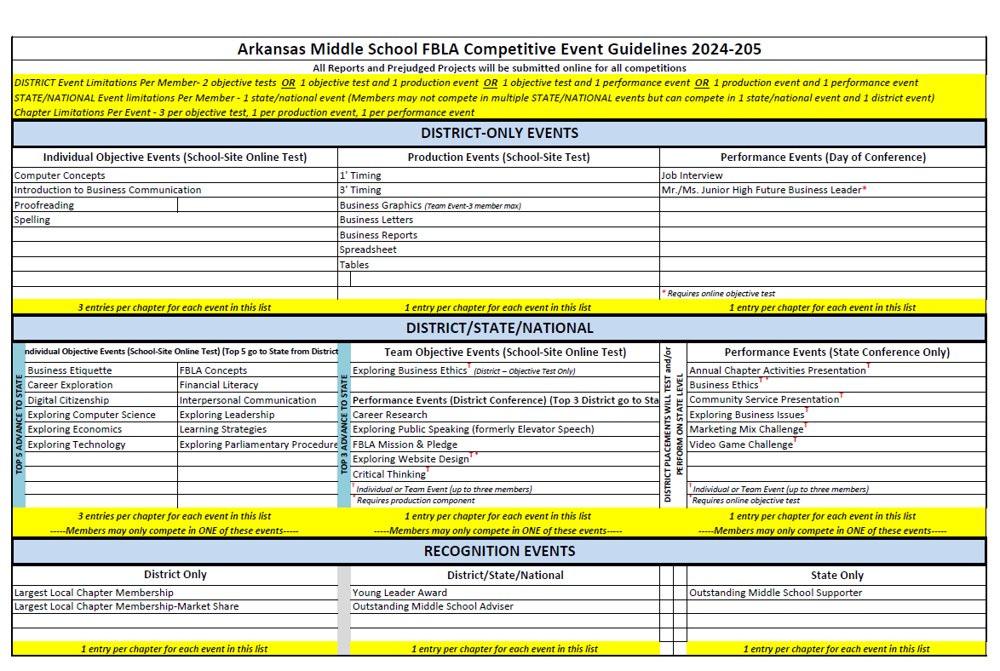 Arkansas Middle School FBLA Competitive Event Guidelines 2024-205
All Reports and Prejudged Projects will be submitted online for all competitions
DISTRICT Event Limitations Per Member- 2 objective tests OR 1 objective test and 1 production event OR 1 objective test and 1 performance event OR 1 production event and 1 performance event
STATE/NATIONAL Event limitations Per Member - 1 state/national event (Members may not compete in multiple STATE/NATIONAL events but can compete in 1 state/national event and 1 district event)
Chapter Limitations Per Event - 3 per objective test, 1 per production event, 1 per performance event
DISTRICT-ONLY EVENTS
Individual Objective Events (School-Site Online Test)
Computer Concepts
Introduction to Business Communication
Proofreading
Spelling
3 entries per chapter for each event in this list
Production Events (School-Site Test)
1' Timing
3' Timing
Business Graphics (Team Event-3 member max)
Business Letters
Business Reports
Spreadsheet
Tables
1 entry per chapter for each event in this list
Performance Events (Day of Conference)
Job Interview
Mr./Ms. Junior High Future Business Leader*
* Requires online objective test
1 entry per chapter for each event in this list
DISTRICT/STATE/NATIONAL
TOP 5 ADVANCE TO STATE
ndividual Objective Events (School-Site Online Test) (Top 5 go to State from District
Business Etiquette
Career Exploration
Digital Citizenship
Exploring Computer Science
Exploring Economics
Exploring Technology
FBLA Concepts
Financial Literacy
Interpersonal Communication
Exploring Leadership
Learning Strategies
Exploring Parliamentary Procedure
3 entries per chapter for each event in this list
-----Members may only compete in ONE of these events-----
TOP 3 ADVANCE TO STATE
Team Objective Events (School-Site Online Test)
Exploring Business Ethics T (District – Objective Test Only)
Performance Events (District Conference) (Top 3 District go to Sta
Career Research
Exploring Public Speaking (formerly Elevator Speech)
FBLA Mission & Pledge
Exploring Website Design T *
Critical Thinking T
T Individual or Team Event (up to three members)
* Requires production component
1 entry per chapter for each event in this list
-----Members may only compete in ONE of these events-----
DISTRICT PLACEMENTS WILL TEST and/or
PERFORM ON STATE LEVEL
Performance Events (State Conference Only)
Annual Chapter Activities Presentation T
Business Ethics T *
Community Service Presentation T
Exploring Business Issues T
Marketing Mix Challenge T
Video Game Challenge T
T Individual or Team Event (up to three members)
* Requires online objective test
1 entry per chapter for each event in this list
-----Members may only compete in ONE of these events-----
RECOGNITION EVENTS
District Only
Largest Local Chapter Membership
Largest Local Chapter Membership-Market Share
1 entry per chapter for each event in this list
District/State/National
Young Leader Award
Outstanding Middle School Adviser
1 entry per chapter for each event in this list
State Only
Outstanding Middle School Supporter
1 entry per chapter for each event in this list